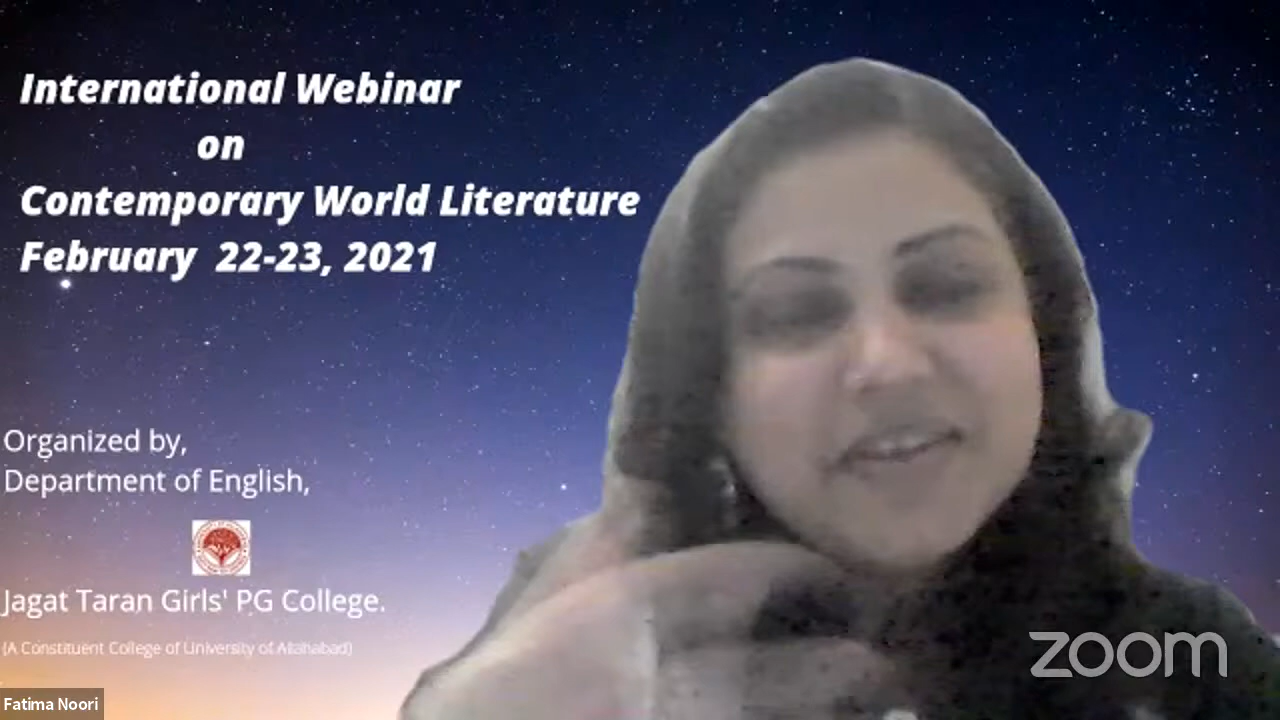 International Webinar
on
Contemporary World Literature
February 22-23, 2021
Organized by,
Department of English,
Jagat Taran Girls' PG College.
(A Constituent College of University of Allahabad)
Fatima Noori
zoom